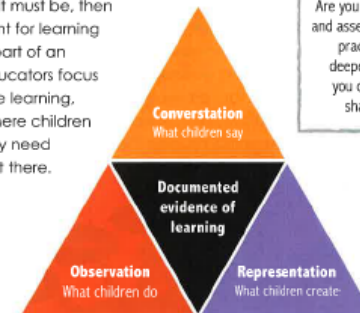 t must be, then
nt for learning
part of an
ucators focus
e learning,
here children
y need
t there.
Are you
and asse
prac
deepe
you c
sha
Converstation
What children say
Documented
evidence of
learning
Observation
What children do
Representation
What children create